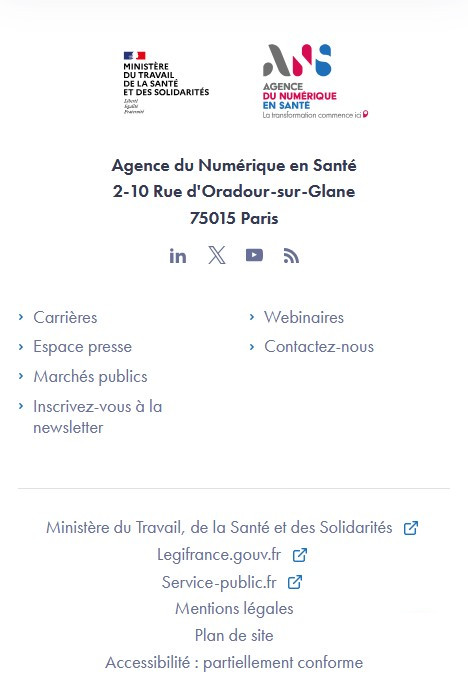 MINISTÈRE
DU TRAVAIL
DE LA SANTÉ
ET DES SOLIDARITÉS
Liberté
Égalité
Fraternité
ANS
AGENCE
DU NUMÉRIQUE
EN SANTÉ
La transformation commence ici
Agence du Numérique en Santé
2-10 Rue d'Oradour-sur-Glane
75015 Paris
Carrières
Espace presse
Marchés publics
Inscrivez-vous à la
newsletter
Webinaires
Contactez-nous
Ministère du Travail, de la Santé et des Solidarités
Legifrance.gouv.fr
Service-public.fr
Mentions légales
Plan de site
Accessibilité : partiellement conforme